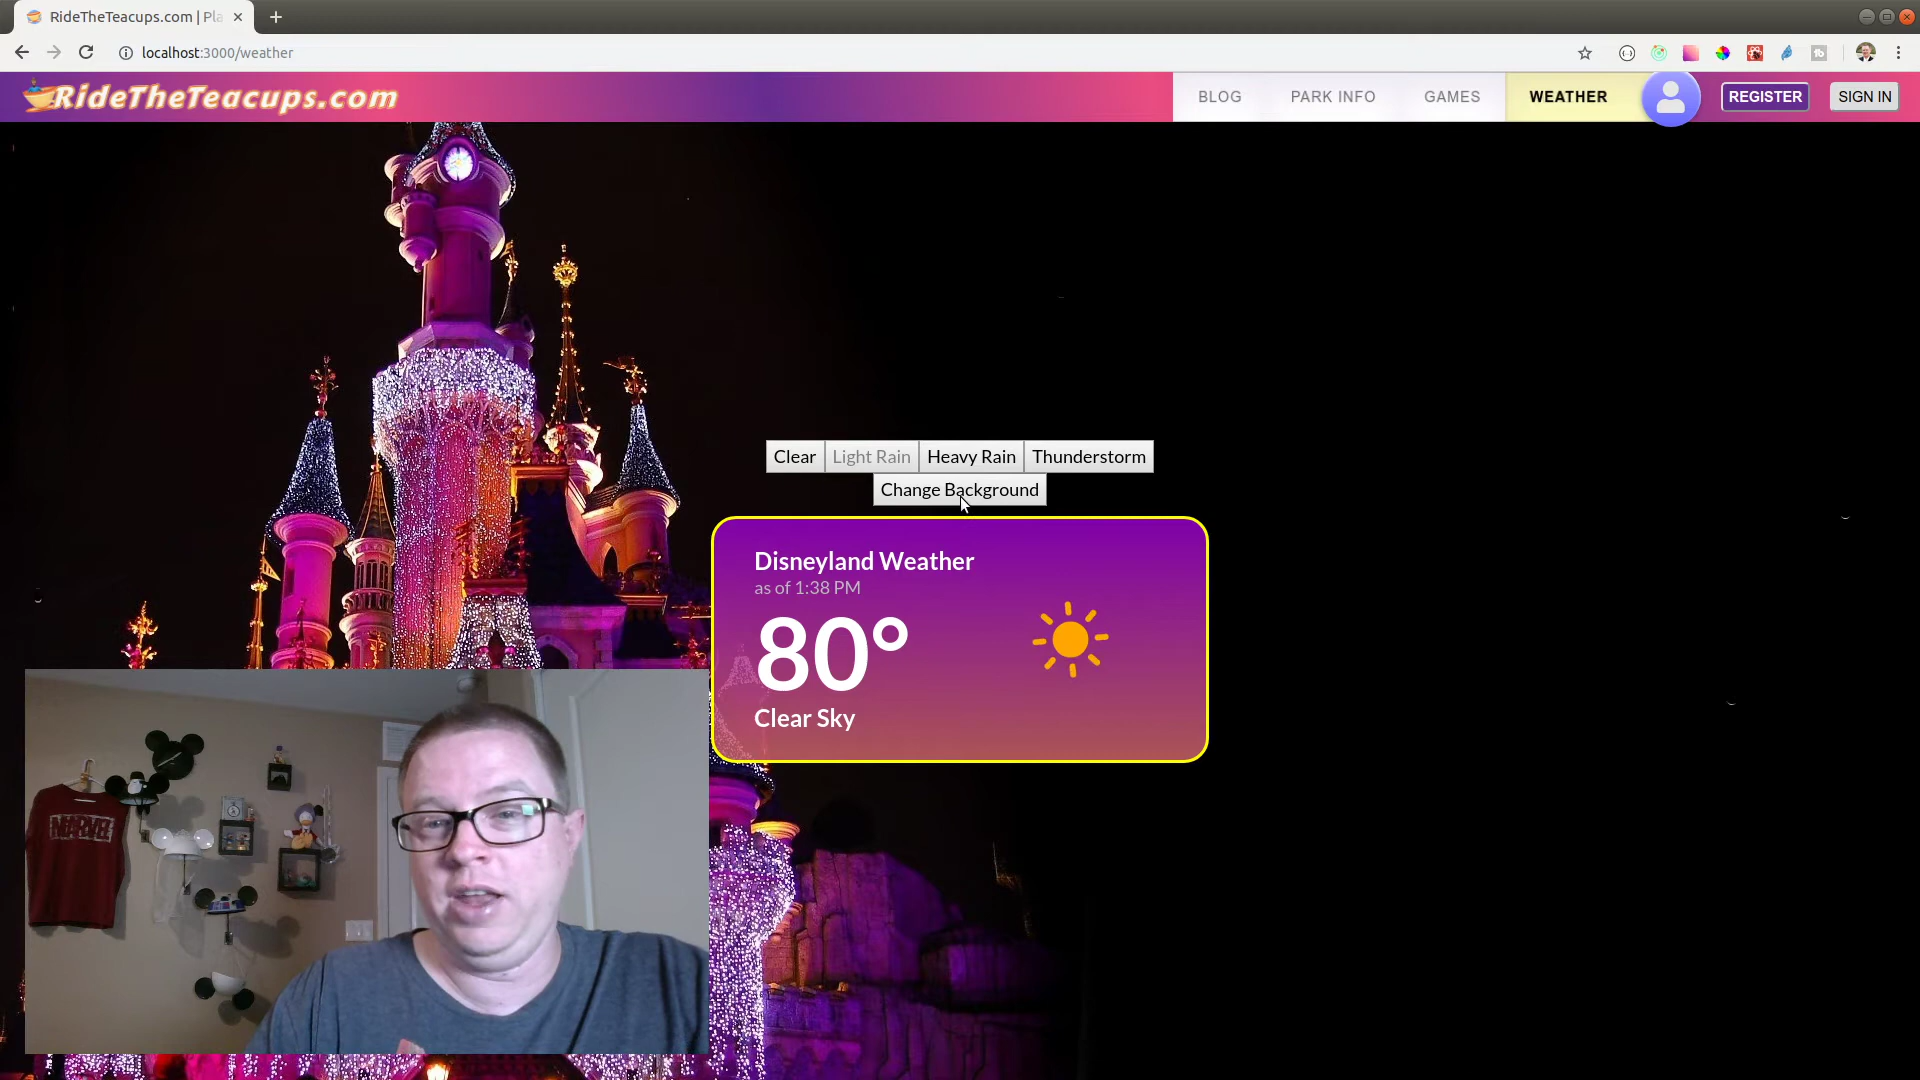 RideTheTeacups.com | Pla
localhost:3000/weather
RideTheTeacups.com
BLOG
PARK INFO
GAMES
WEATHER
REGISTER
SIGN IN
Clear
Light Rain
Heavy Rain
Thunderstorm
Change Background
Disneyland Weather
as of 1:38 PM
80°
Clear Sky
MARVEL